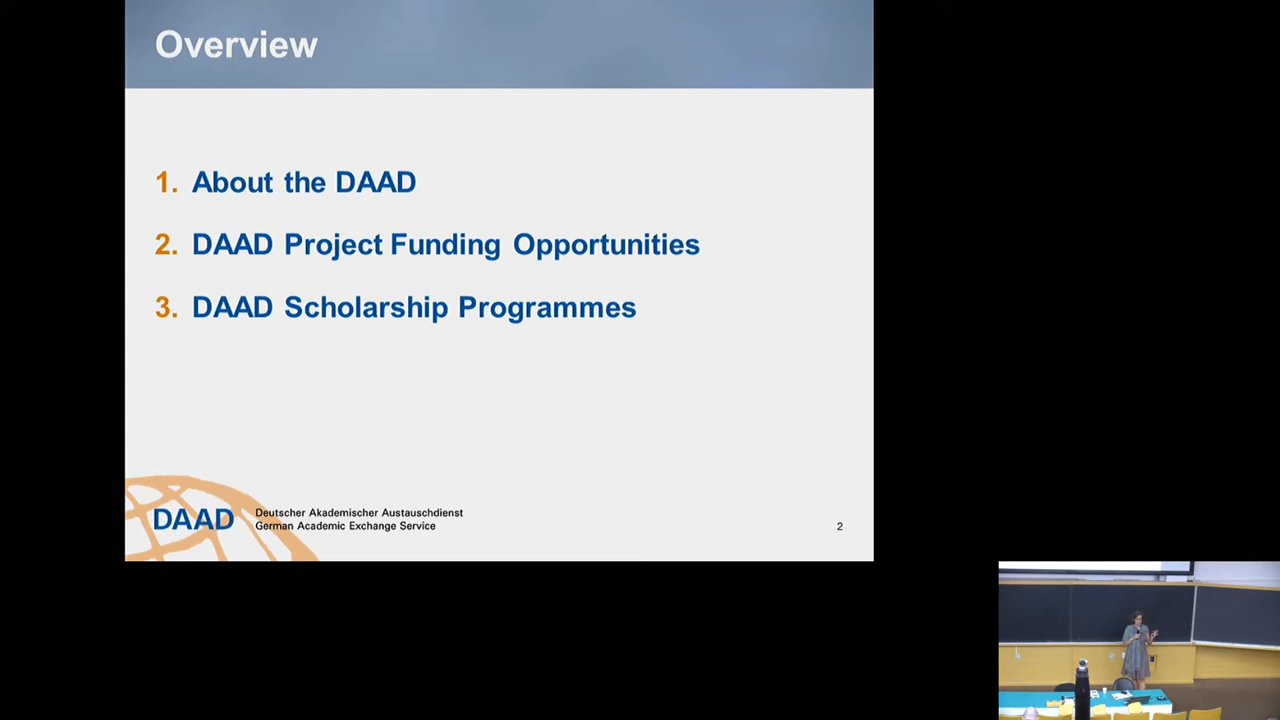 Overview
1. About the DAAD
2. DAAD Project Funding Opportunities
3. DAAD Scholarship Programmes
DAAD
Deutscher Akademischer Austauschdienst
German Academic Exchange Service
2